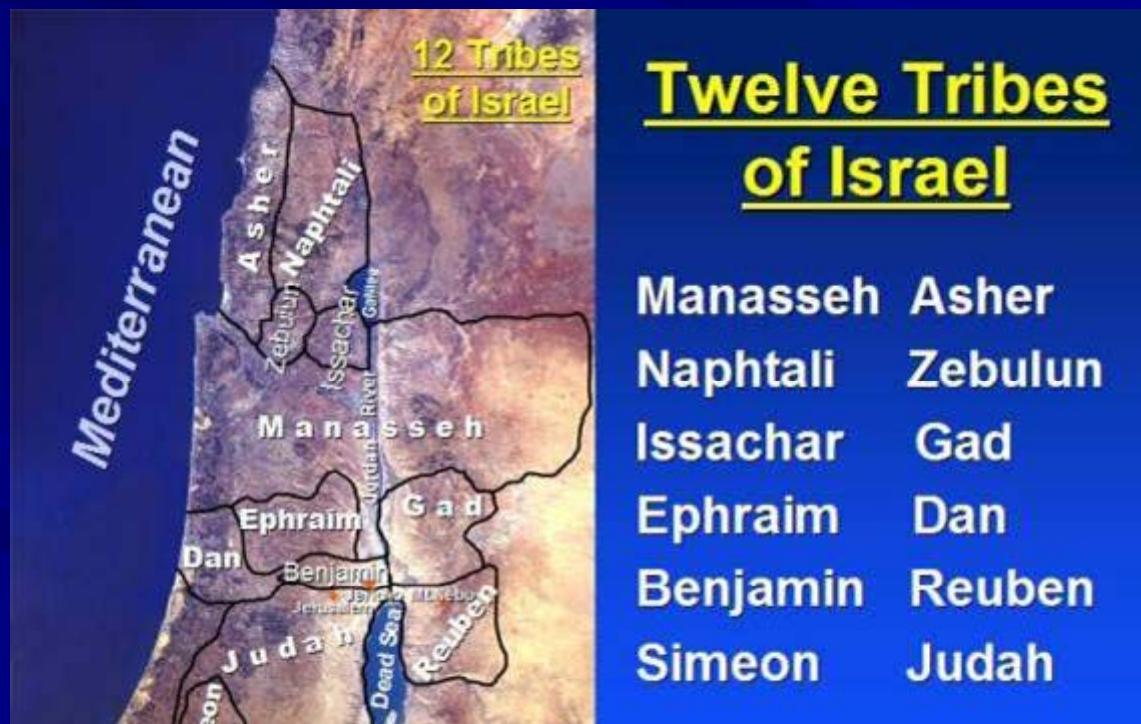 12 Tribes
of Israel
Mediterranean
Asher
Naphtali
Zebulun
Issachar
Galilee
Jordan River
Manasseh
Ephraim
Gad
Dan
Benjamin
Jerusalem
Mt. Nebo
Judah
Dead Sea
Reuben
eon
Twelve Tribes
of Israel
Manasseh Asher
Naphtali Zebulun
Issachar Gad
Ephraim Dan
Benjamin Reuben
Simeon Judah